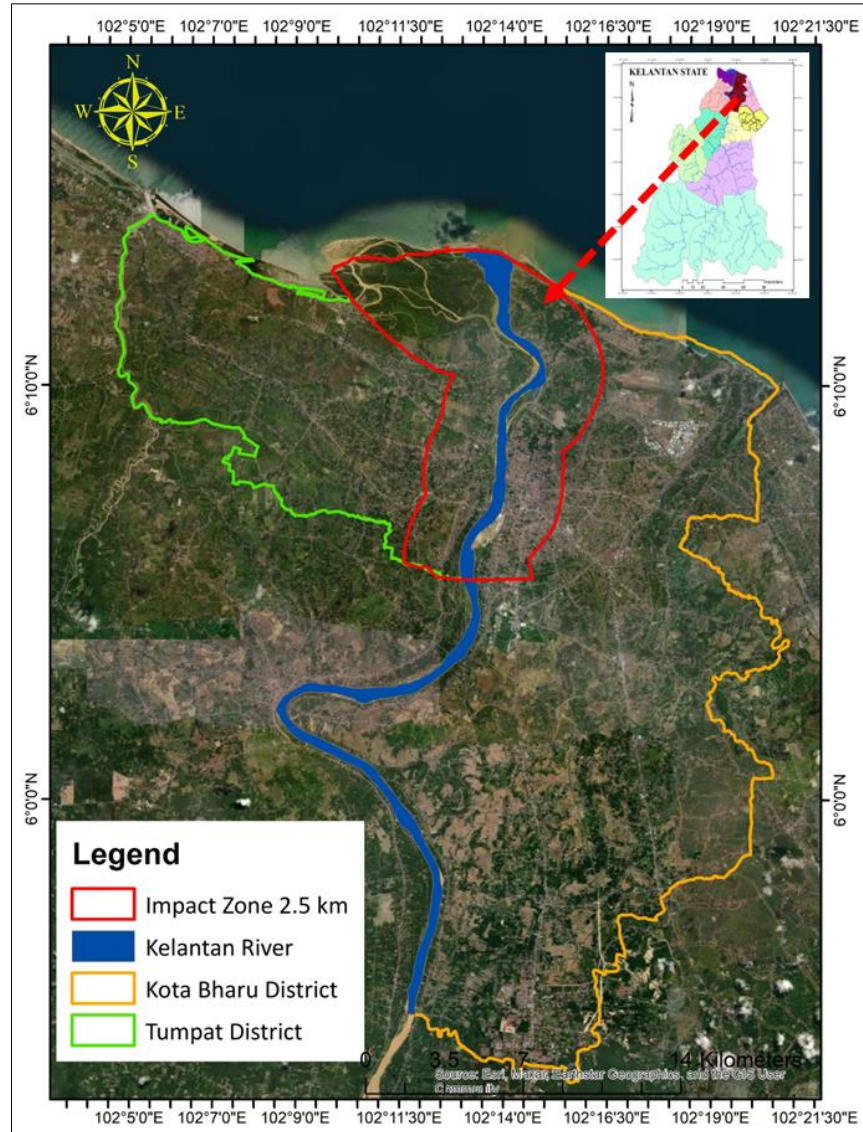 102°5'0"E 102°7'0"E 102°9'0"E 102°11'30"E 102°14'0"E 102°16'30"E 102°19'0"E 102°21'30"E
N
W E
S
KELANTAN STATE
N
6°10'0"N
6°10'0"N
6°0'0"N
6°0'0"N
Legend
Impact Zone 2.5 km
Kelantan River
Kota Bharu District
Tumpat District
0 3.5 7 14 Kilometers
Source: Esri, Maxar, Earthstar Geographics, and the GIS User
Community
102°5'0"E 102°7'0"E 102°9'0"E 102°11'30"E 102°14'0"E 102°16'30"E 102°19'0"E 102°21'30"E